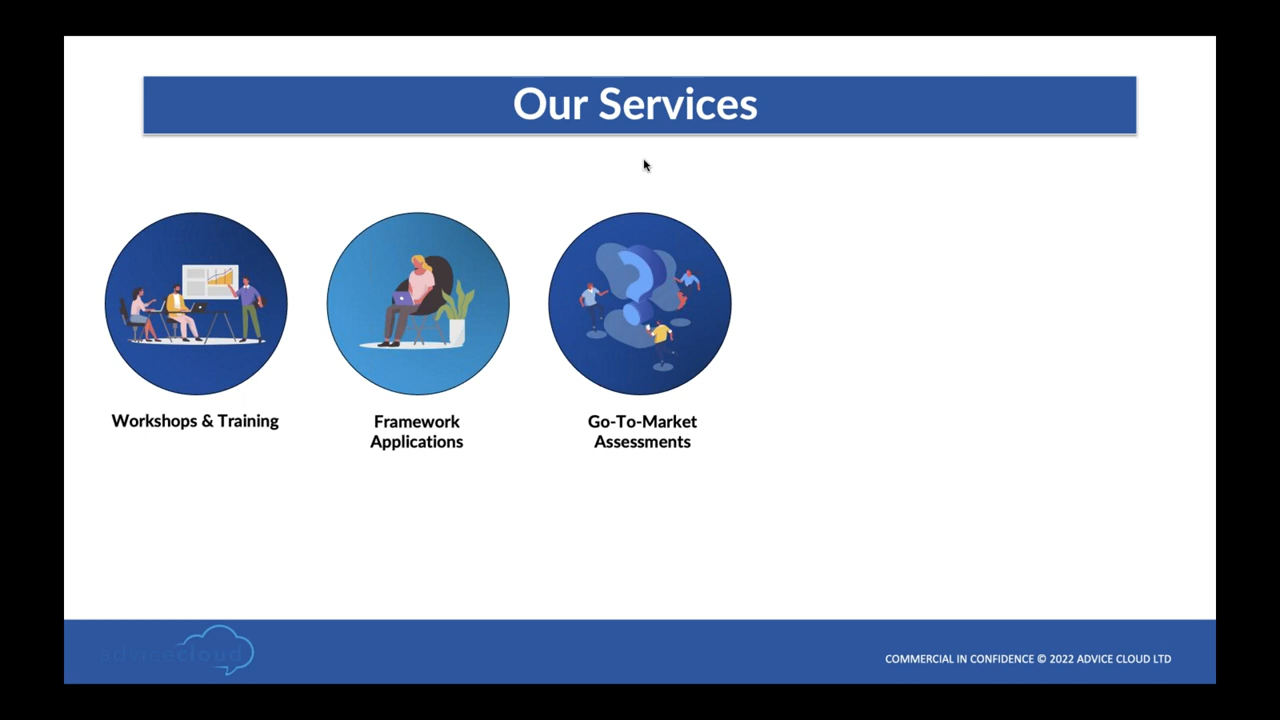 Our Services
Workshops & Training
Framework
Applications
Go-To-Market
Assessments
advicecloud
COMMERCIAL IN CONFIDENCE © 2022 ADVICE CLOUD LTD